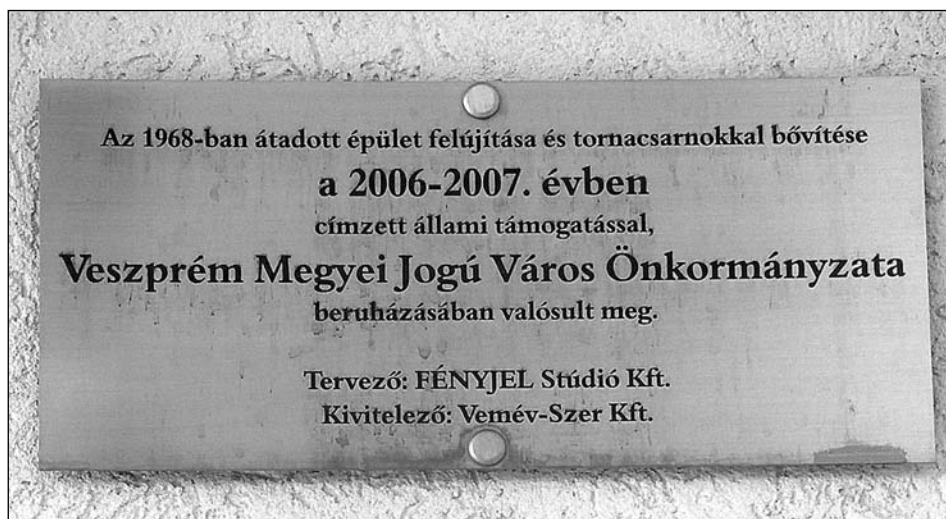 Az 1968-ban átadott épület felújítása és tornacsarnokkal bővítése
a 2006-2007. évben
címzett állami támogatással,
Veszprém Megyei Jogú Város Önkormányzata
beruházásában valósult meg.
Tervező: FÉNYJEL Stúdió Kft.
Kivitelező: Vemév-Szer Kft.